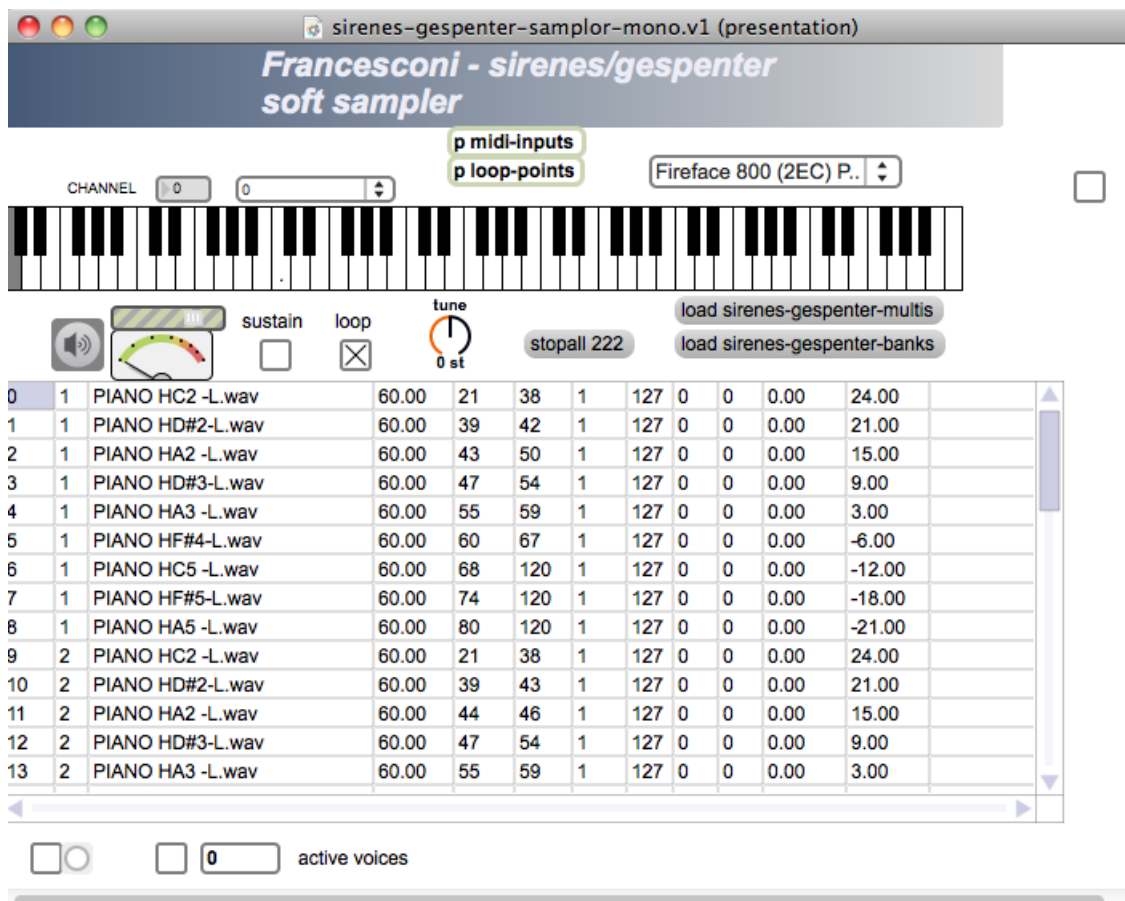 sirenes-gespenter-samplor-mono.v1 (presentation)
Francesconi - sirenes/gespenter
soft sampler
p midi-inputs
p loop-points
Fireface 800 (2EC) P..
CHANNEL 0 0
tune
sustain loop
0 st
stopall 222
load sirenes-gespenter-multis
load sirenes-gespenter-banks
0 1 PIANO HC2 -L.wav 60.00 21 38 1 127 0 0 0.00 24.00
1 1 PIANO HD#2-L.wav 60.00 39 42 1 127 0 0 0.00 21.00
2 1 PIANO HA2 -L.wav 60.00 43 50 1 127 0 0 0.00 15.00
3 1 PIANO HD#3-L.wav 60.00 47 54 1 127 0 0 0.00 9.00
4 1 PIANO HA3 -L.wav 60.00 55 59 1 127 0 0 0.00 3.00
5 1 PIANO HF#4-L.wav 60.00 60 67 1 127 0 0 0.00 -6.00
6 1 PIANO HC5 -L.wav 60.00 68 120 1 127 0 0 0.00 -12.00
7 1 PIANO HF#5-L.wav 60.00 74 120 1 127 0 0 0.00 -18.00
8 1 PIANO HA5 -L.wav 60.00 80 120 1 127 0 0 0.00 -21.00
9 2 PIANO HC2 -L.wav 60.00 21 38 1 127 0 0 0.00 24.00
10 2 PIANO HD#2-L.wav 60.00 39 43 1 127 0 0 0.00 21.00
11 2 PIANO HA2 -L.wav 60.00 44 46 1 127 0 0 0.00 15.00
12 2 PIANO HD#3-L.wav 60.00 47 54 1 127 0 0 0.00 9.00
13 2 PIANO HA3 -L.wav 60.00 55 59 1 127 0 0 0.00 3.00
0 active voices